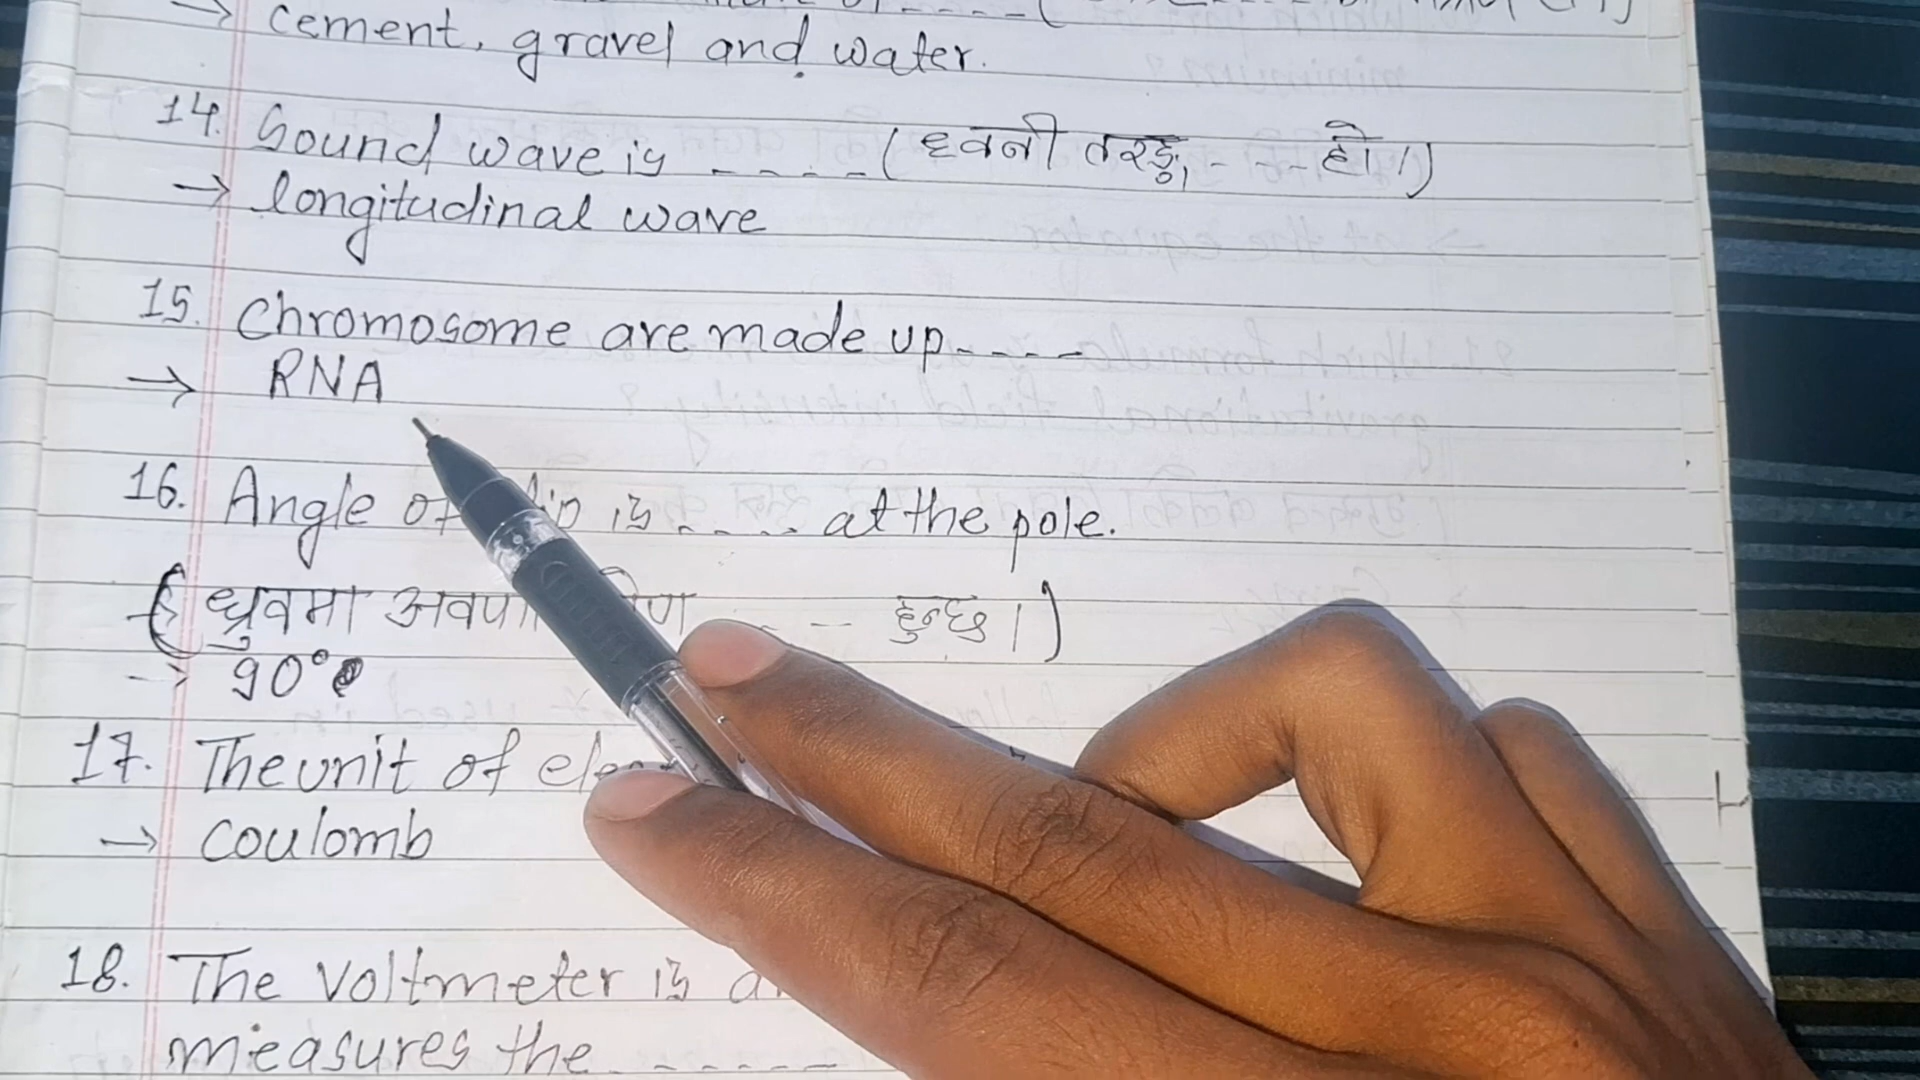 → cement, gravel and water.
14. Sound wave is ----( ध्वनी तरङ्ग, - - - हो।)
→ longitudinal wave
15. Chromosome are made up----
→ RNA
16. Angle of dip is ---- at the pole.
( ध्रुवमा - - हुन्छ।)
→ 90°
17. The unit of
→ coulomb
18. The Voltmeter is
measures the ------